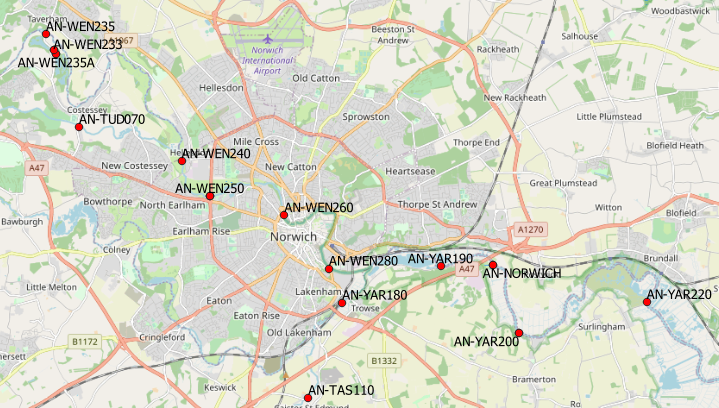 Taverham
AN-WEN235
AN-WEN233
AN-WEN235A
A1067
Norwich
International
Airport
Beeston St
Andrew
Woodbastwick
Salhouse
Rackheath
Old Catton
Hellesdon
New Rackheath
Costessey
AN-TUD070
Sprowston
Little Plumstead
Mile Cross
Thorpe End
Blofield Heath
AN-WEN240
New Catton
A47
New Costessey
Heartsease
Great Plumstead
AN-WEN250
Bowthorpe
North Earlham
AN-WEN260
Thorpe St Andrew
Witton
Blofield
Bawburgh
Earlham Rise
Norwich
A1270
Colney
AN-WEN280
AN-YAR190
A47
AN-NORWICH
Brundall
Little Melton
Eaton
Lakenham
AN-YAR180
Trowse
AN-YAR220
Eaton Rise
Old Lakenham
Surlingham
Cringleford
B1172
AN-YAR200
B1332
Keswick
Bramerton
AN-TAS110